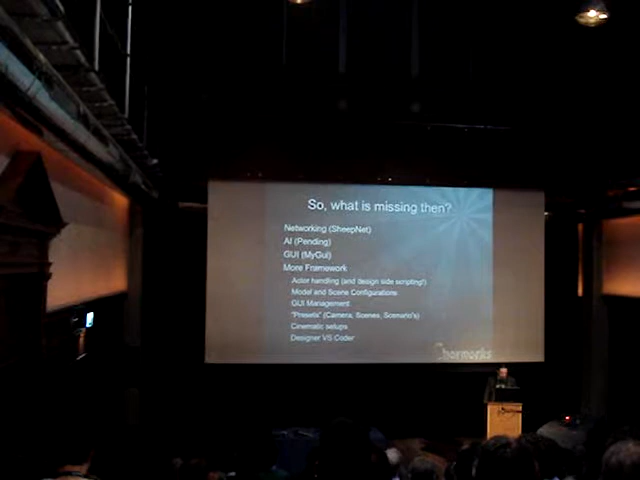 So, what is missing then?
Networking (SheepNet)
AI (Pending)
GUI (MyGui)
More Framework
Actor handling (and design side scripting!)
Model and Scene Configurations
GUI Management
"Presets" (Camera, Scenes, Scenario's)
Cinematic setups
Designer VS Coder